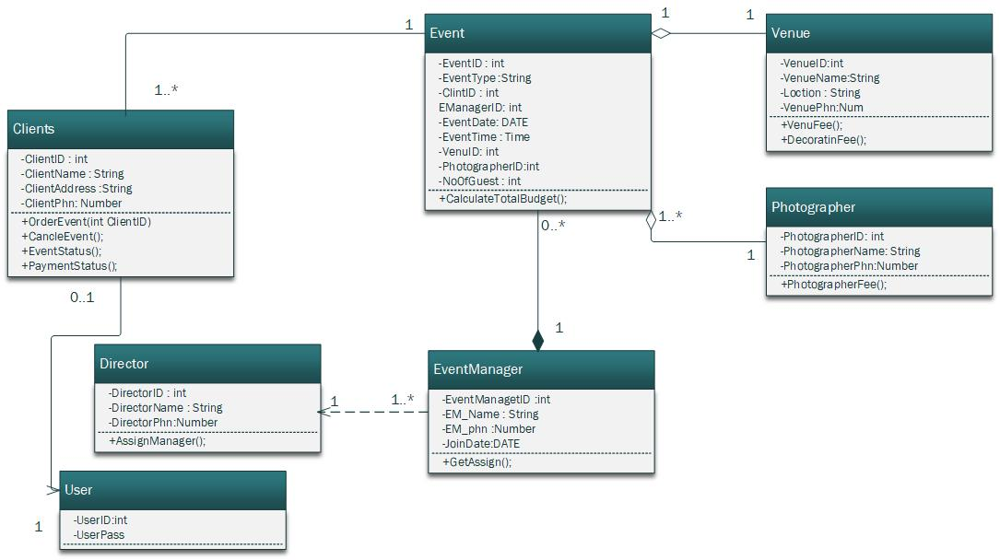 Clients
-ClientID : int
-ClientName : String
-ClientAddress :String
-ClientPhn: Number
+OrderEvent(int ClientID)
+CancleEvent();
+EventStatus();
+PaymentStatus();
1..*
1
0..1
Event
-EventID : int
-EventType :String
-ClintID : int
EManagerID: int
-EventDate: DATE
-EventTime : Time
-VenuID: int
-PhotographerID:int
-NoOfGuest : int
+CalculateTotalBudget();
1
1
Venue
-VenueID:int
-VenueName:String
-Loction : String
-VenuePhn:Num
+VenuFee();
+DecoratinFee();
1..*
1
Photographer
-PhotographerID: int
-PhotographerName: String
-PhotographerPhn:Number
+PhotographerFee();
0..*
1
Director
-DirectorID : int
-DirectorName : String
-DirectorPhn:Number
+AssignManager();
1
1..*
EventManager
-EventManagetID :int
-EM_Name : String
-EM_phn :Number
-JoinDate:DATE
+GetAssign();
User
-UserID:int
-UserPass
1